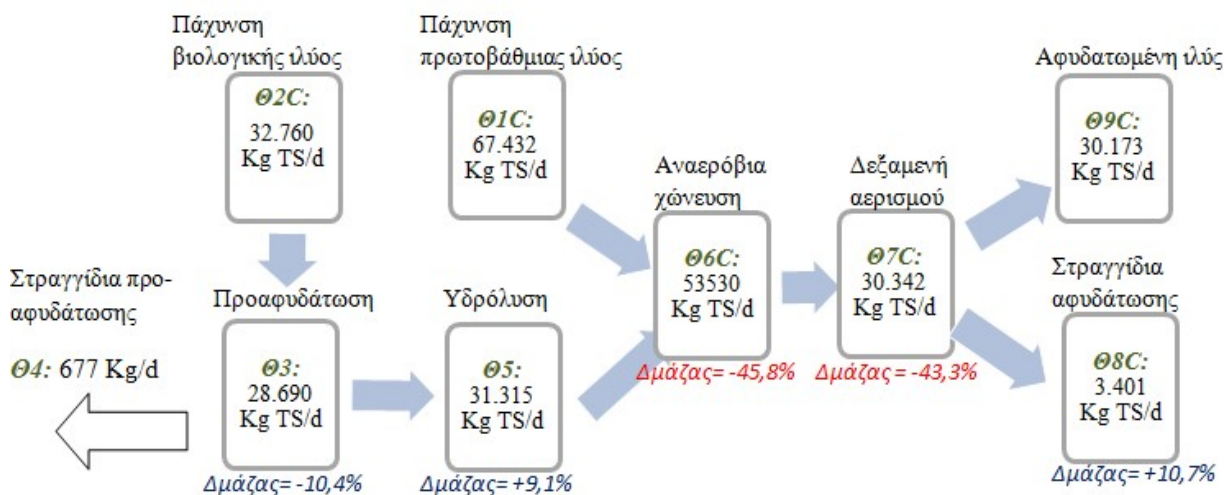 Πάχυνση
βιολογικής ιλύος
Θ2C:
32.760
Kg TS/d
Πάχυνση
πρωτοβάθμιας ιλύος
Θ1C:
67.432
Kg TS/d
Αφυδατωμένη ιλύς
Θ9C:
30.173
Kg TS/d
Αναερόβια
χώνευση
Θ6C:
53530
Kg TS/d
Δμάζας= -45,8%
Δεξαμενή
αερισμού
Θ7C:
30.342
Kg TS/d
Δμάζας = -43,3%
Στραγγίδια προ-
αφυδάτωσης
Θ4: 677 Kg/d
Προαφυδάτωση
Θ3:
28.690
Kg TS/d
Δμάζας= -10,4%
Υδρόλυση
Θ5:
31.315
Kg TS/d
Δμάζας= +9,1%
Στραγγίδια
αφυδάτωσης
Θ8C:
3.401
Kg TS/d
Δμάζας= +10,7%